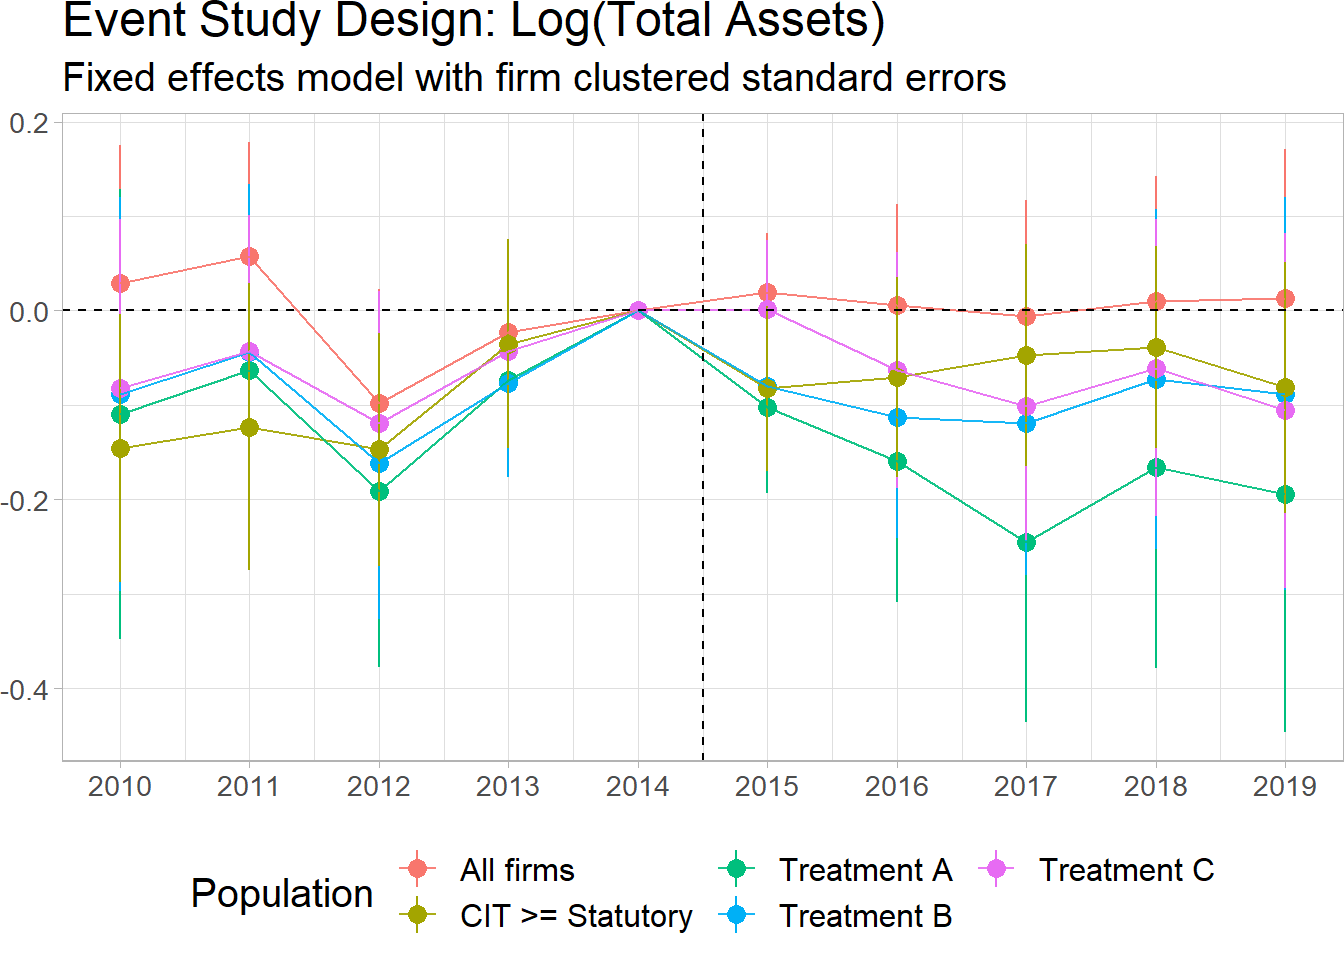 Event Study Design: Log(Total Assets)
Fixed effects model with firm clustered standard errors
0.2
0.0
-0.2
-0.4
2010 2011 2012 2013 2014 2015 2016 2017 2018 2019
Population
All firms
CIT >= Statutory
Treatment A
Treatment B
Treatment C